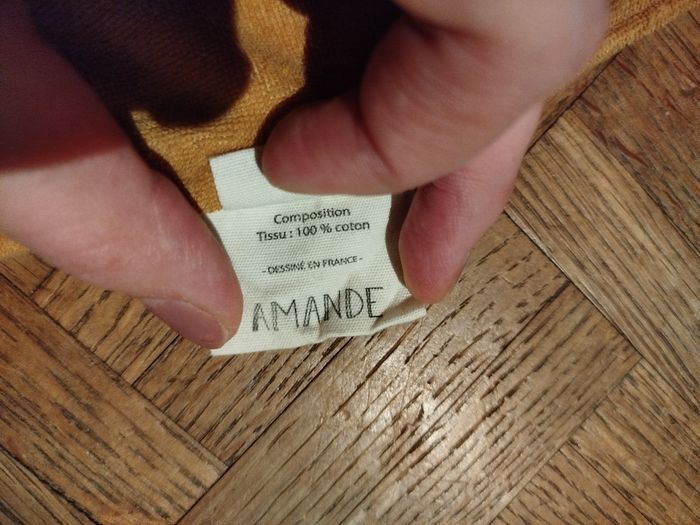 Composition
Tissu : 100 % coton
- DESSINÉ EN FRANCE -
AMANDE